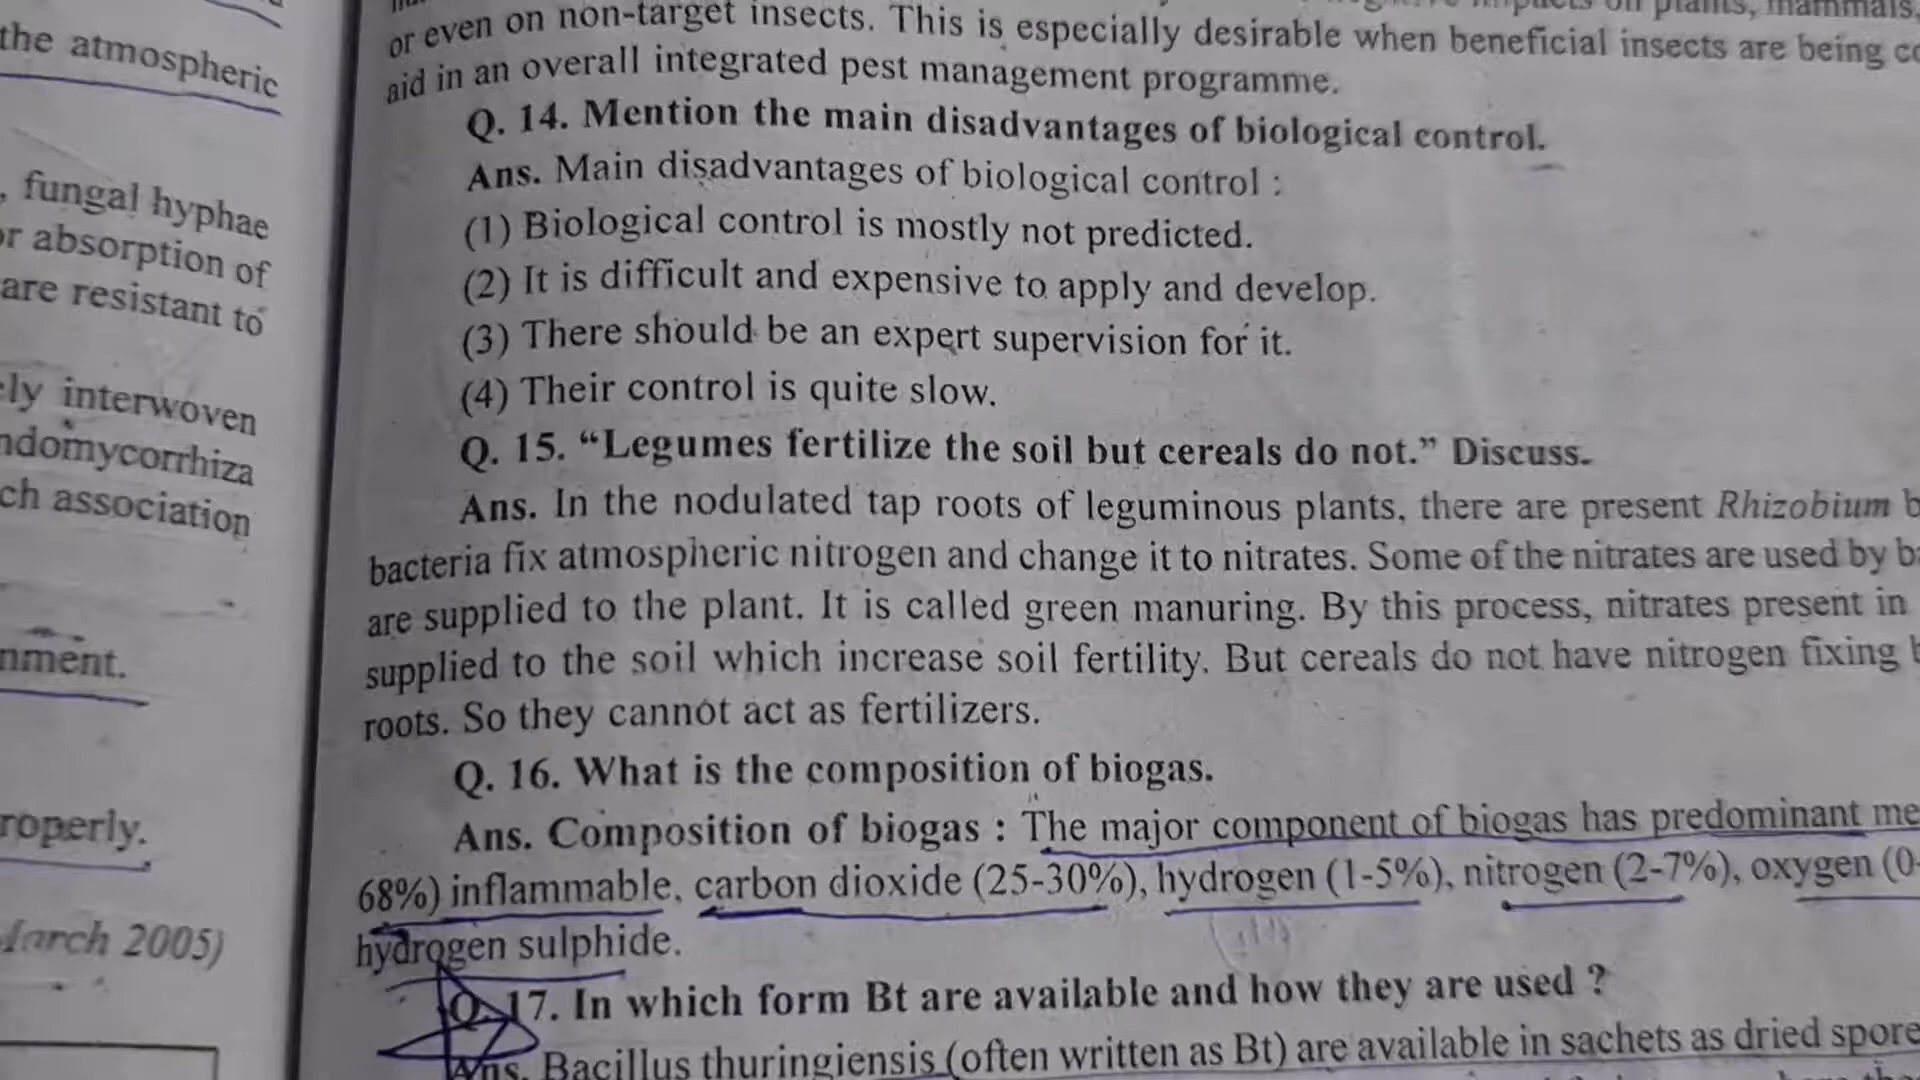 the atmospheric
fungal hyphae
absorption of
are resistant to
interwoven
association
properly.
2005)
or even on non-target insects. This is especially desirable when beneficial insects are being
aid in an overall integrated pest management programme.
Q. 14. Mention the main disadvantages of biological control.
Ans. Main disadvantages of biological control :
(1) Biological control is mostly not predicted.
(2) It is difficult and expensive to apply and develop.
(3) There should be an expert supervision for it.
(4) Their control is quite slow.
Q. 15. “Legumes fertilize the soil but cereals do not.” Discuss.
Ans. In the nodulated tap roots of leguminous plants, there are present Rhizobium
bacteria fix atmospheric nitrogen and change it to nitrates. Some of the nitrates are used by
are supplied to the plant. It is called green manuring. By this process, nitrates present in
supplied to the soil which increase soil fertility. But cereals do not have nitrogen fixing
roots. So they cannot act as fertilizers.
Q. 16. What is the composition of biogas.
Ans. Composition of biogas : The major component of biogas has predominant me
68%) inflammable, carbon dioxide (25-30%), hydrogen (1-5%), nitrogen (2-7%), oxygen (0-
hydrogen sulphide.
Q. 17. In which form Bt are available and how they are used ?
Ans. Bacillus thuringiensis (often written as Bt) are available in sachets as dried spore